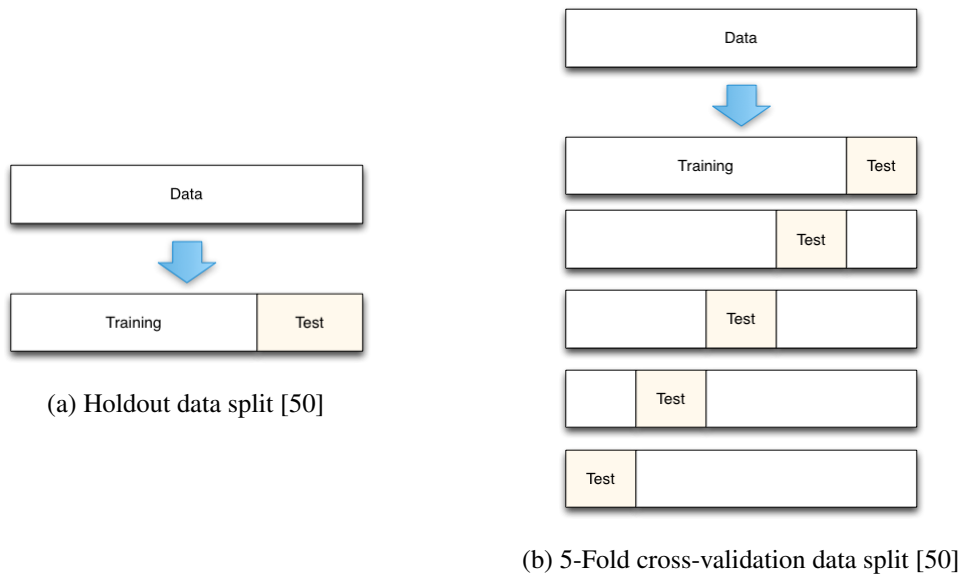 Data
Training Test
(a) Holdout data split [50]
Data
Training Test
Test
Test
Test
Test
(b) 5-Fold cross-validation data split [50]